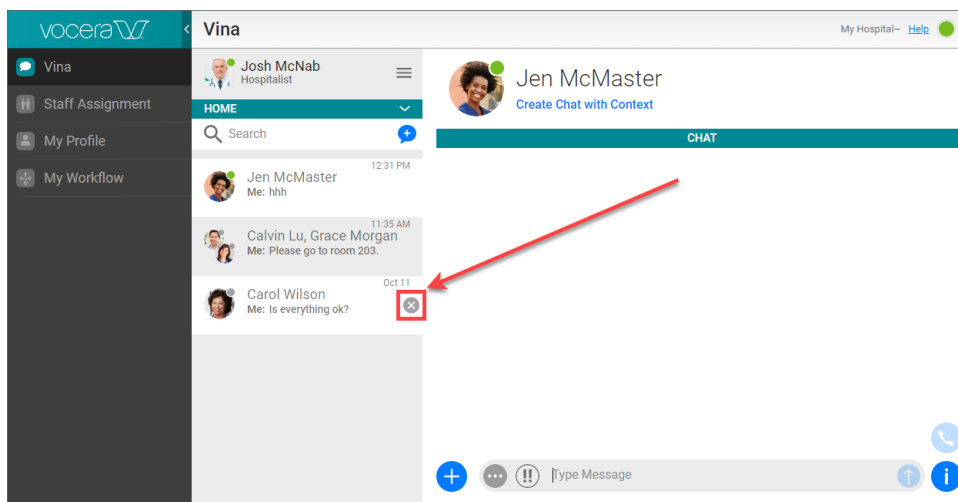 vocera
Vina
My Hospital~ Help
Vina
Staff Assignment
My Profile
My Workflow
Josh McNab
Hospitalist
HOME
Search
12:31 PM
Jen McMaster
Me: hhh
11:35 AM
Calvin Lu, Grace Morgan
Me: Please go to room 203.
Oct 11
Carol Wilson
Me: Is everything ok?
Jen McMaster
Create Chat with Context
CHAT
Type Message